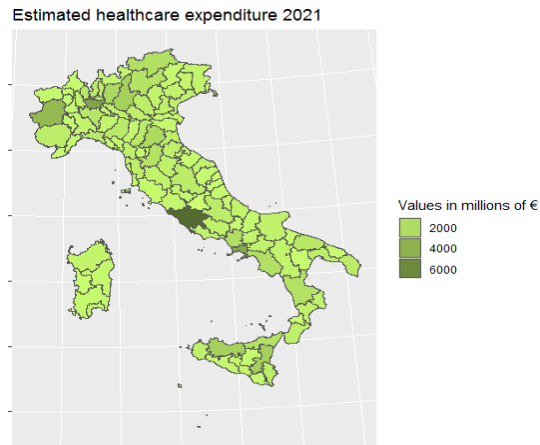 Estimated healthcare expenditure 2021
Values in millions of €
2000
4000
6000